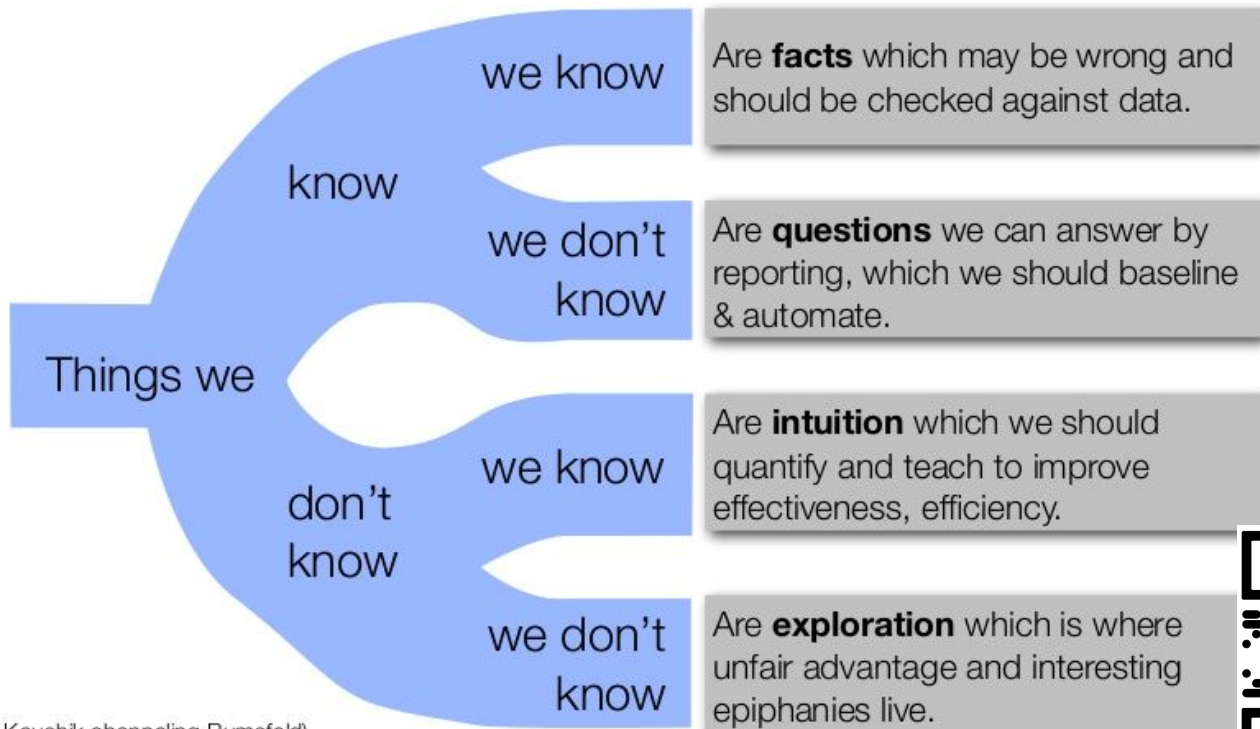 we know
Are facts which may be wrong and
should be checked against data.
know
we don't
know
Are questions we can answer by
reporting, which we should baseline
& automate.
Things we
we know
Are intuition which we should
quantify and teach to improve
effectiveness, efficiency.
don't
know
we don't
know
Are exploration which is where
unfair advantage and interesting
epiphanies live.